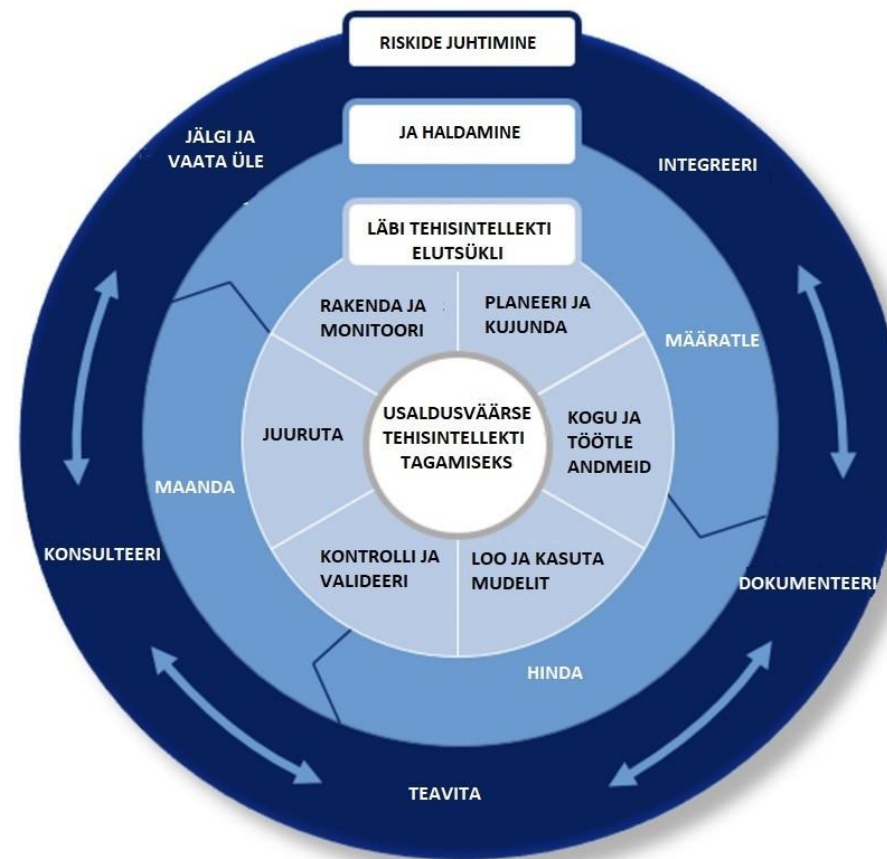 RISKIDE JUHTIMINE
JA HALDAMINE
LÄBI TEHISINTELLEKTI
ELUTSÜKLI
JÄLGI JA
VAATA ÜLE
INTEGREERI
RAKENDA JA
MONITOORI
PLANEERI JA
KUJUNDA
MÄÄRATLE
JUURUTA
USALDUSVÄÄRSE
TEHISINTELLEKTI
TAGAMISEKS
KOGU JA
TÖÖTLE
ANDMEID
MAANDA
KONSULTEERI
KONTROLLI JA
VALIDEERI
LOO JA KASUTA
MUDELIT
DOKUMENTEERI
HINDA
TEAVITA